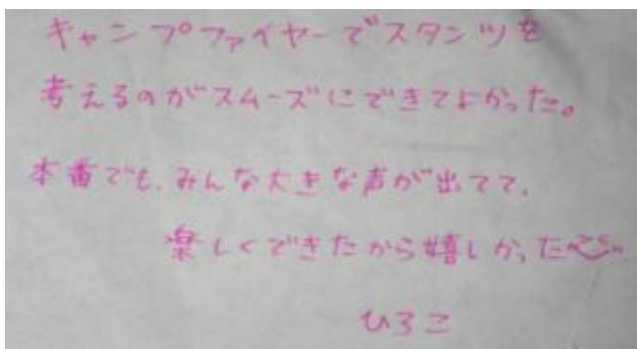 キャンプファイヤーでスタンツを
考えるのがスムーズにできてよかった。
本番でも、みんな大きな声が出てて、
楽しくできたから嬉しかった
ひろこ